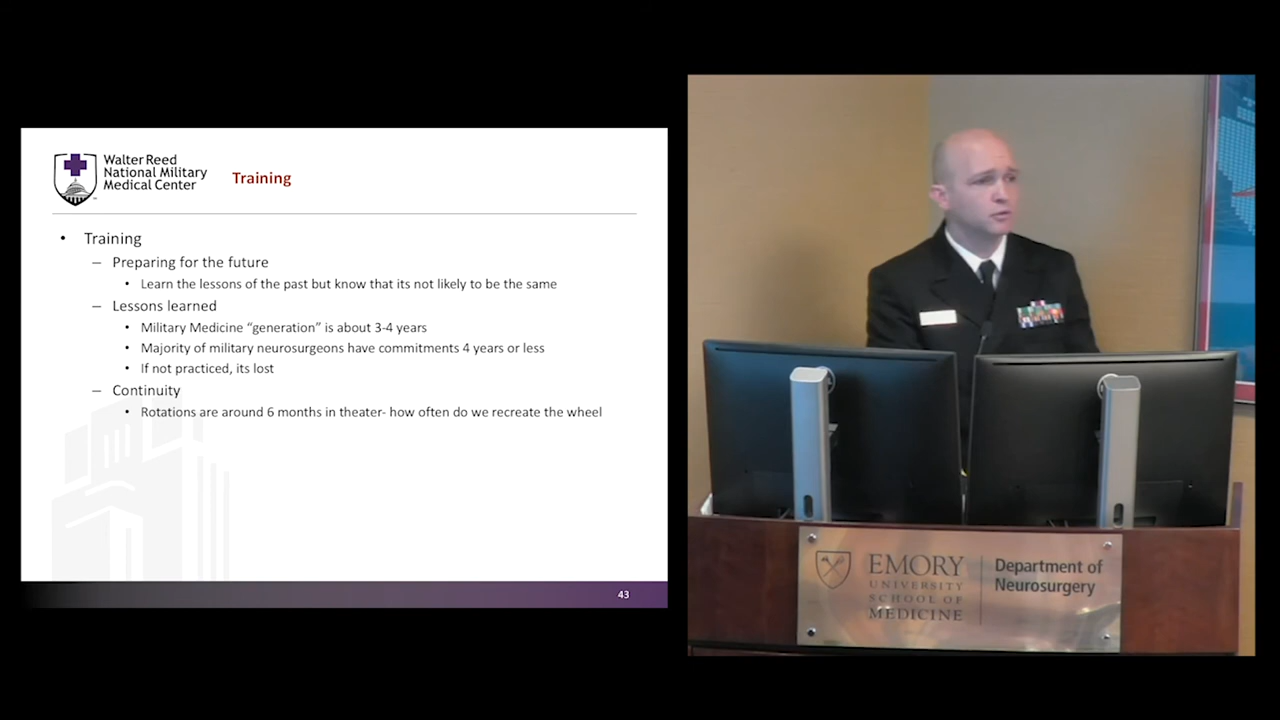 Walter Reed
National Military
Medical Center
Training
• Training
– Preparing for the future
• Learn the lessons of the past but know that its not likely to be the same
– Lessons learned
• Military Medicine “generation” is about 3-4 years
• Majority of military neurosurgeons have commitments 4 years or less
• If not practiced, its lost
– Continuity
• Rotations are around 6 months in theater- how often do we recreate the wheel
43
EMORY
UNIVERSITY
SCHOOL OF
MEDICINE
Department of
Neurosurgery